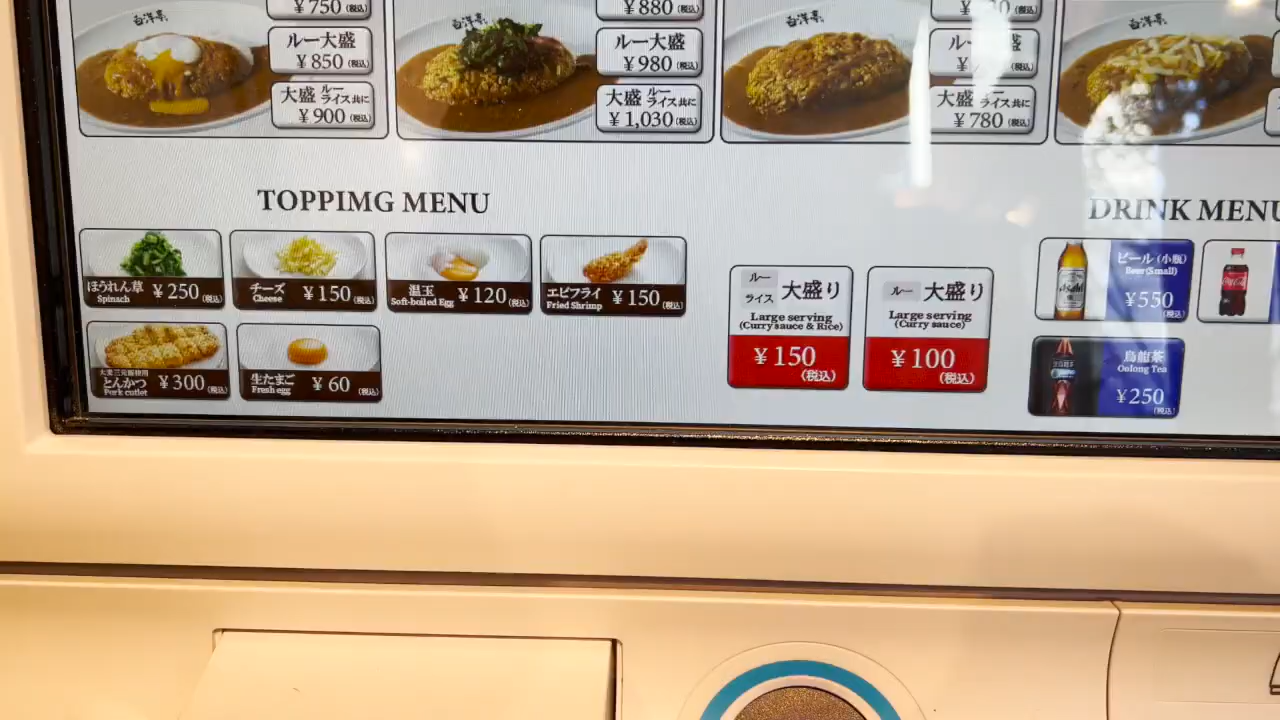 ¥750 (税込)
¥880 (税込)
ルー大盛
¥850 (税込)
大盛 ルーライス共に
¥900 (税込)
ルー大盛
¥980 (税込)
大盛 ルーライス共に
¥1,030 (税込)
大盛 ルーライス共に
¥780 (税込)
TOPPIMG MENU
ほうれん草
Spinach
¥250 (税込)
チーズ
Cheese
¥150 (税込)
温玉
Soft-boiled Egg
¥120 (税込)
エビフライ
Fried Shrimp
¥150 (税込)
とんかつ
Pork cutlet
¥300 (税込)
生たまご
Fresh egg
¥60 (税込)
ルー
ライス
大盛り
Large serving
(Curry sauce & Rice)
¥150
(税込)
ルー 大盛り
Large serving
(Curry sauce)
¥100
(税込)
DRINK MENU
ビール (小瓶)
Beer(Small)
¥550
(税込)
Asahi
烏龍茶
Oolong Tea
¥250
(税込)